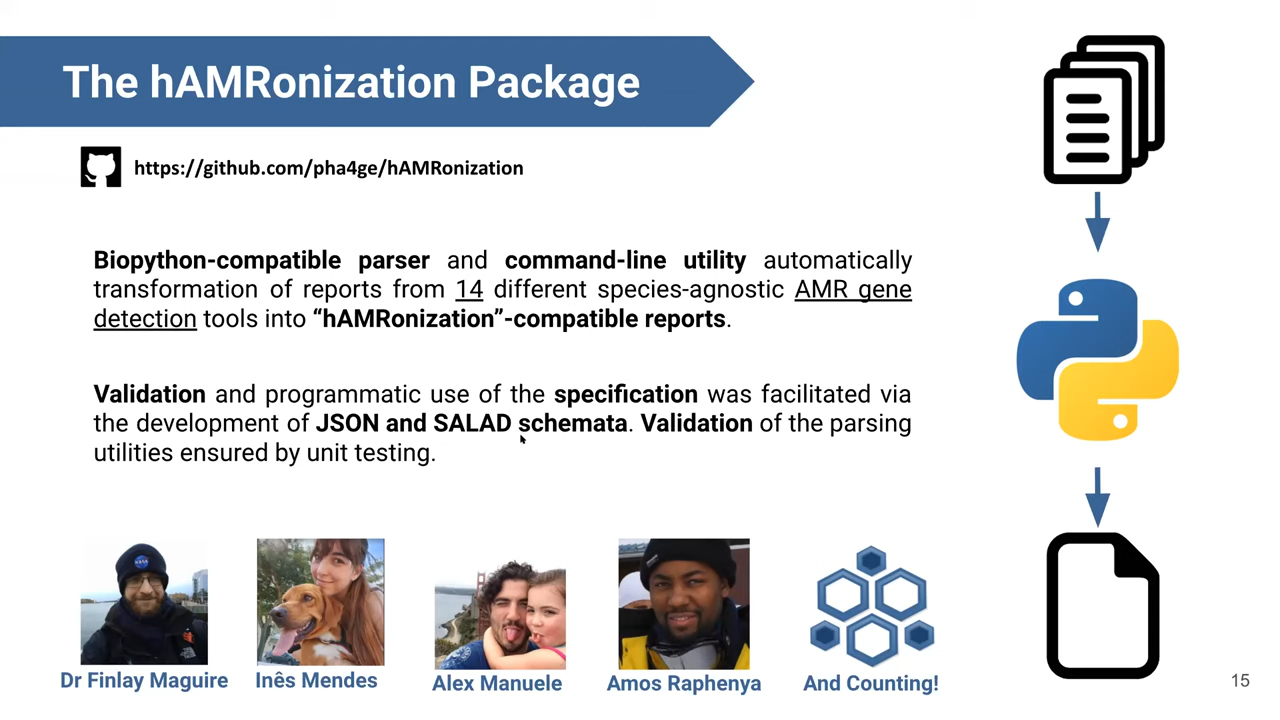 The hAMRonization Package
https://github.com/pha4ge/hAMRonization
Biopython-compatible parser and command-line utility automatically
transformation of reports from 14 different species-agnostic AMR gene
detection tools into “hAMRonization”-compatible reports.
Validation and programmatic use of the specification was facilitated via
the development of JSON and SALAD schemata. Validation of the parsing
utilities ensured by unit testing.
Dr Finlay Maguire
Inês Mendes
Alex Manuele
Amos Raphenya
And Counting!
15